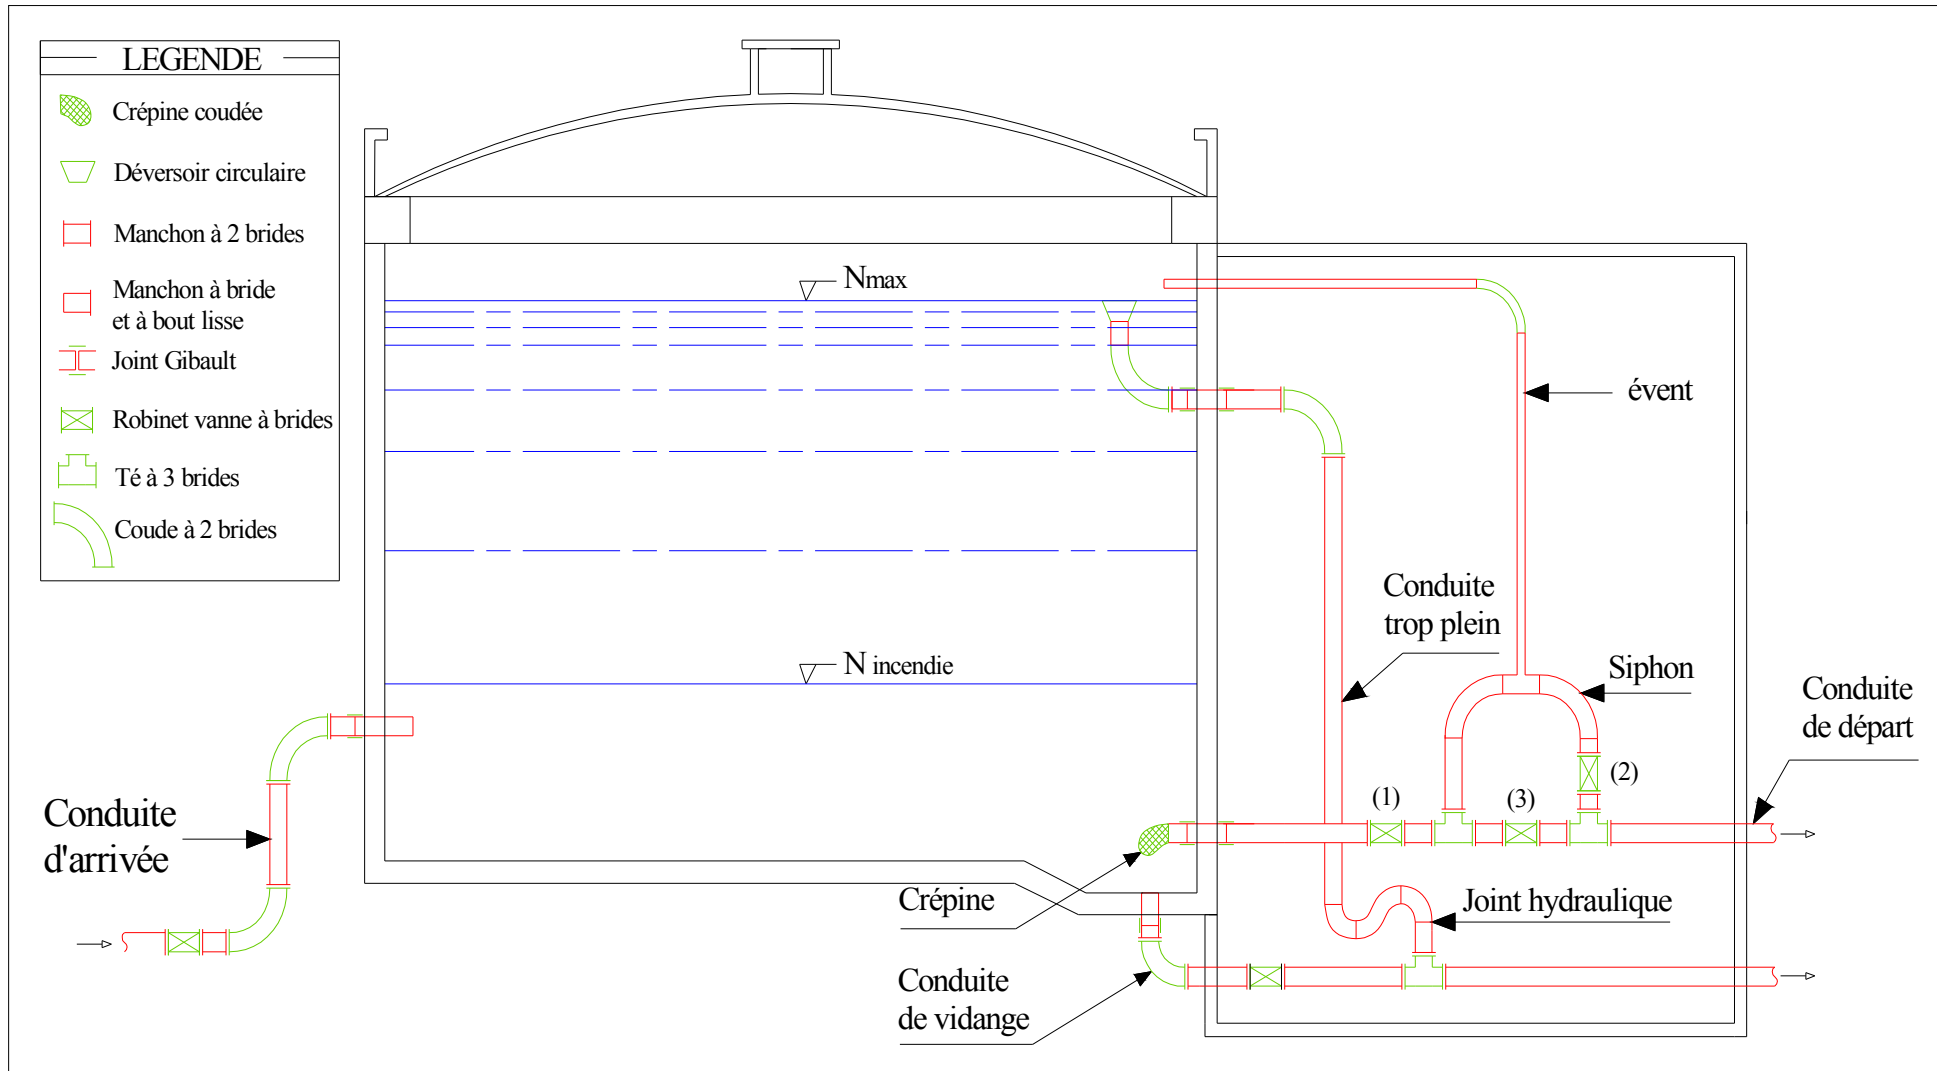 LEGENDE
Crépine coudée
Déversoir circulaire
Manchon à 2 brides
Manchon à bride
et à bout lisse
Joint Gibault
Robinet vanne à brides
Té à 3 brides
Coude à 2 brides
Nmax
évent
Conduite
trop plein
N incendie
Siphon
Conduite
de départ
(2)
(1)
(3)
Conduite
d'arrivée
Crépine
Joint hydraulique
Conduite
de vidange